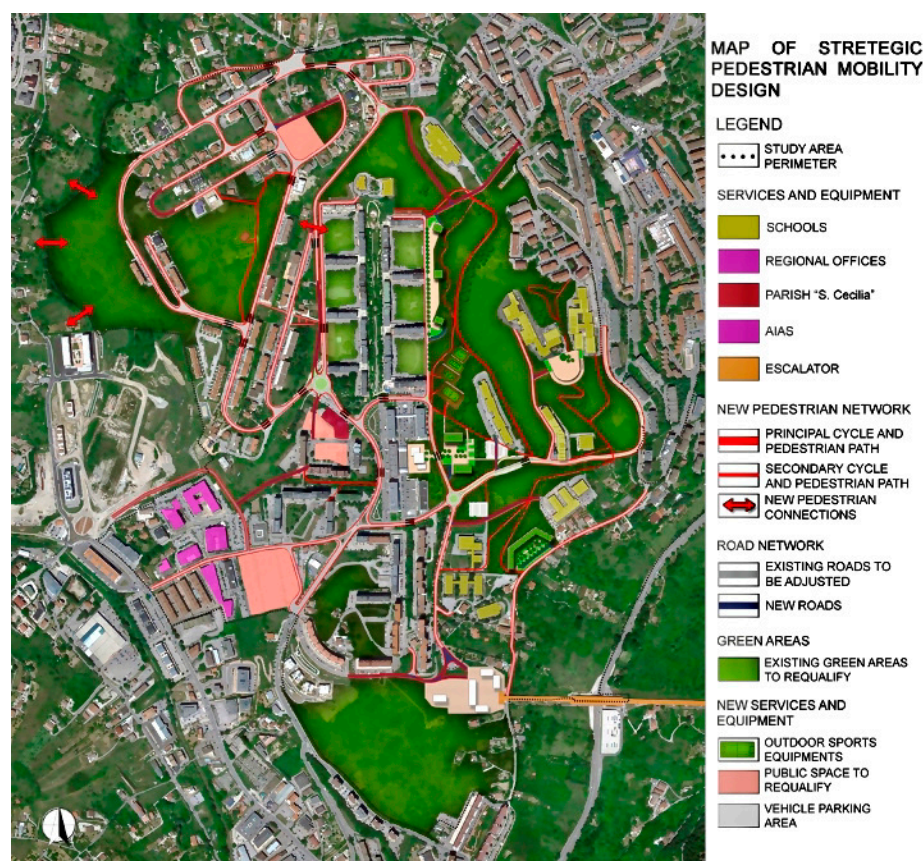 MAP OF STRETEGIC
PEDESTRIAN MOBILITY
DESIGN
LEGEND
STUDY AREA
PERIMETER
SERVICES AND EQUIPMENT
SCHOOLS
REGIONAL OFFICES
PARISH “S. Cecilia”
AIAS
ESCALATOR
NEW PEDESTRIAN NETWORK
PRINCIPAL CYCLE AND
PEDESTRIAN PATH
SECONDARY CYCLE
AND PEDESTRIAN PATH
NEW PEDESTRIAN
CONNECTIONS
ROAD NETWORK
EXISTING ROADS TO
BE ADJUSTED
NEW ROADS
GREEN AREAS
EXISTING GREEN AREAS
TO REQUALIFY
NEW SERVICES AND
EQUIPMENT
OUTDOOR SPORTS
EQUIPMENTS
PUBLIC SPACE TO
REQUALIFY
VEHICLE PARKING
AREA